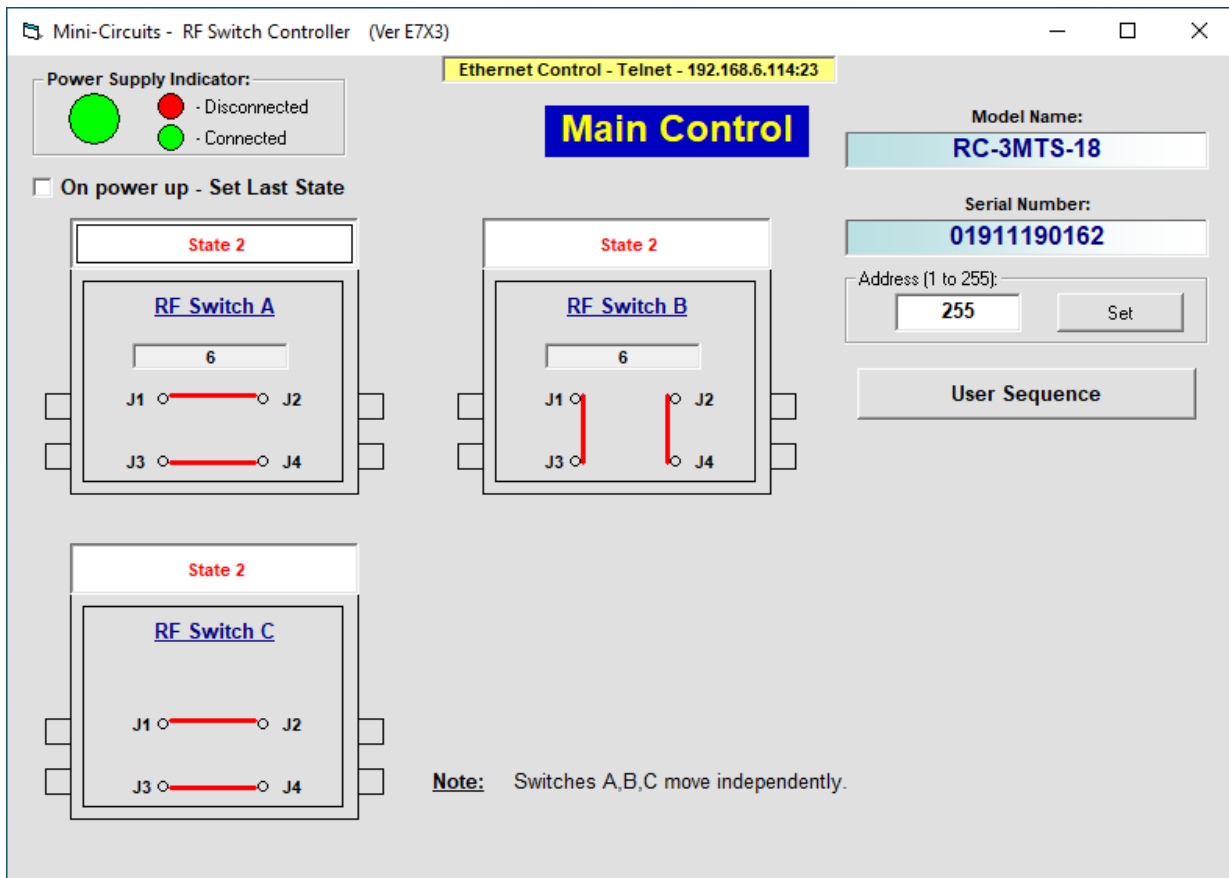 Mini-Circuits - RF Switch Controller (Ver E7X3)
Ethernet Control - Telnet - 192.168.6.114:23
Power Supply Indicator:
- Disconnected
- Connected
Main Control
Model Name:
RC-3MTS-18
On power up - Set Last State
Serial Number:
01911190162
State 2
State 2
Address (1 to 255):
255
Set
RF Switch A
6
J1 J2
J3 J4
RF Switch B
6
J1 J2
J3 J4
User Sequence
State 2
RF Switch C
J1 J2
J3 J4
Note: Switches A,B,C move independently.